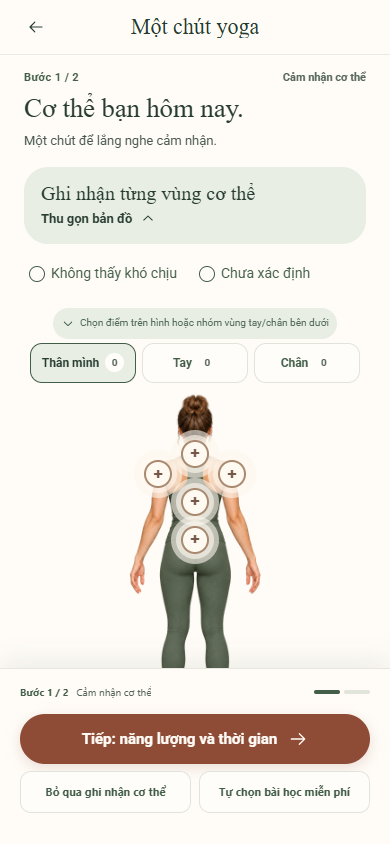 Một chút yoga
Bước 1 / 2
Cảm nhận cơ thể
Cơ thể bạn hôm nay.
Một chút để lắng nghe cảm nhận.
Ghi nhận từng vùng cơ thể
Thu gọn bản đồ
Không thấy khó chịu
Chưa xác định
Chọn điểm trên hình hoặc nhóm vùng tay/chân bên dưới
Thân mình 0
Tay 0
Chân 0
Bước 1 / 2 Cảm nhận cơ thể
Tiếp: năng lượng và thời gian
Bỏ qua ghi nhận cơ thể
Tự chọn bài học miễn phí